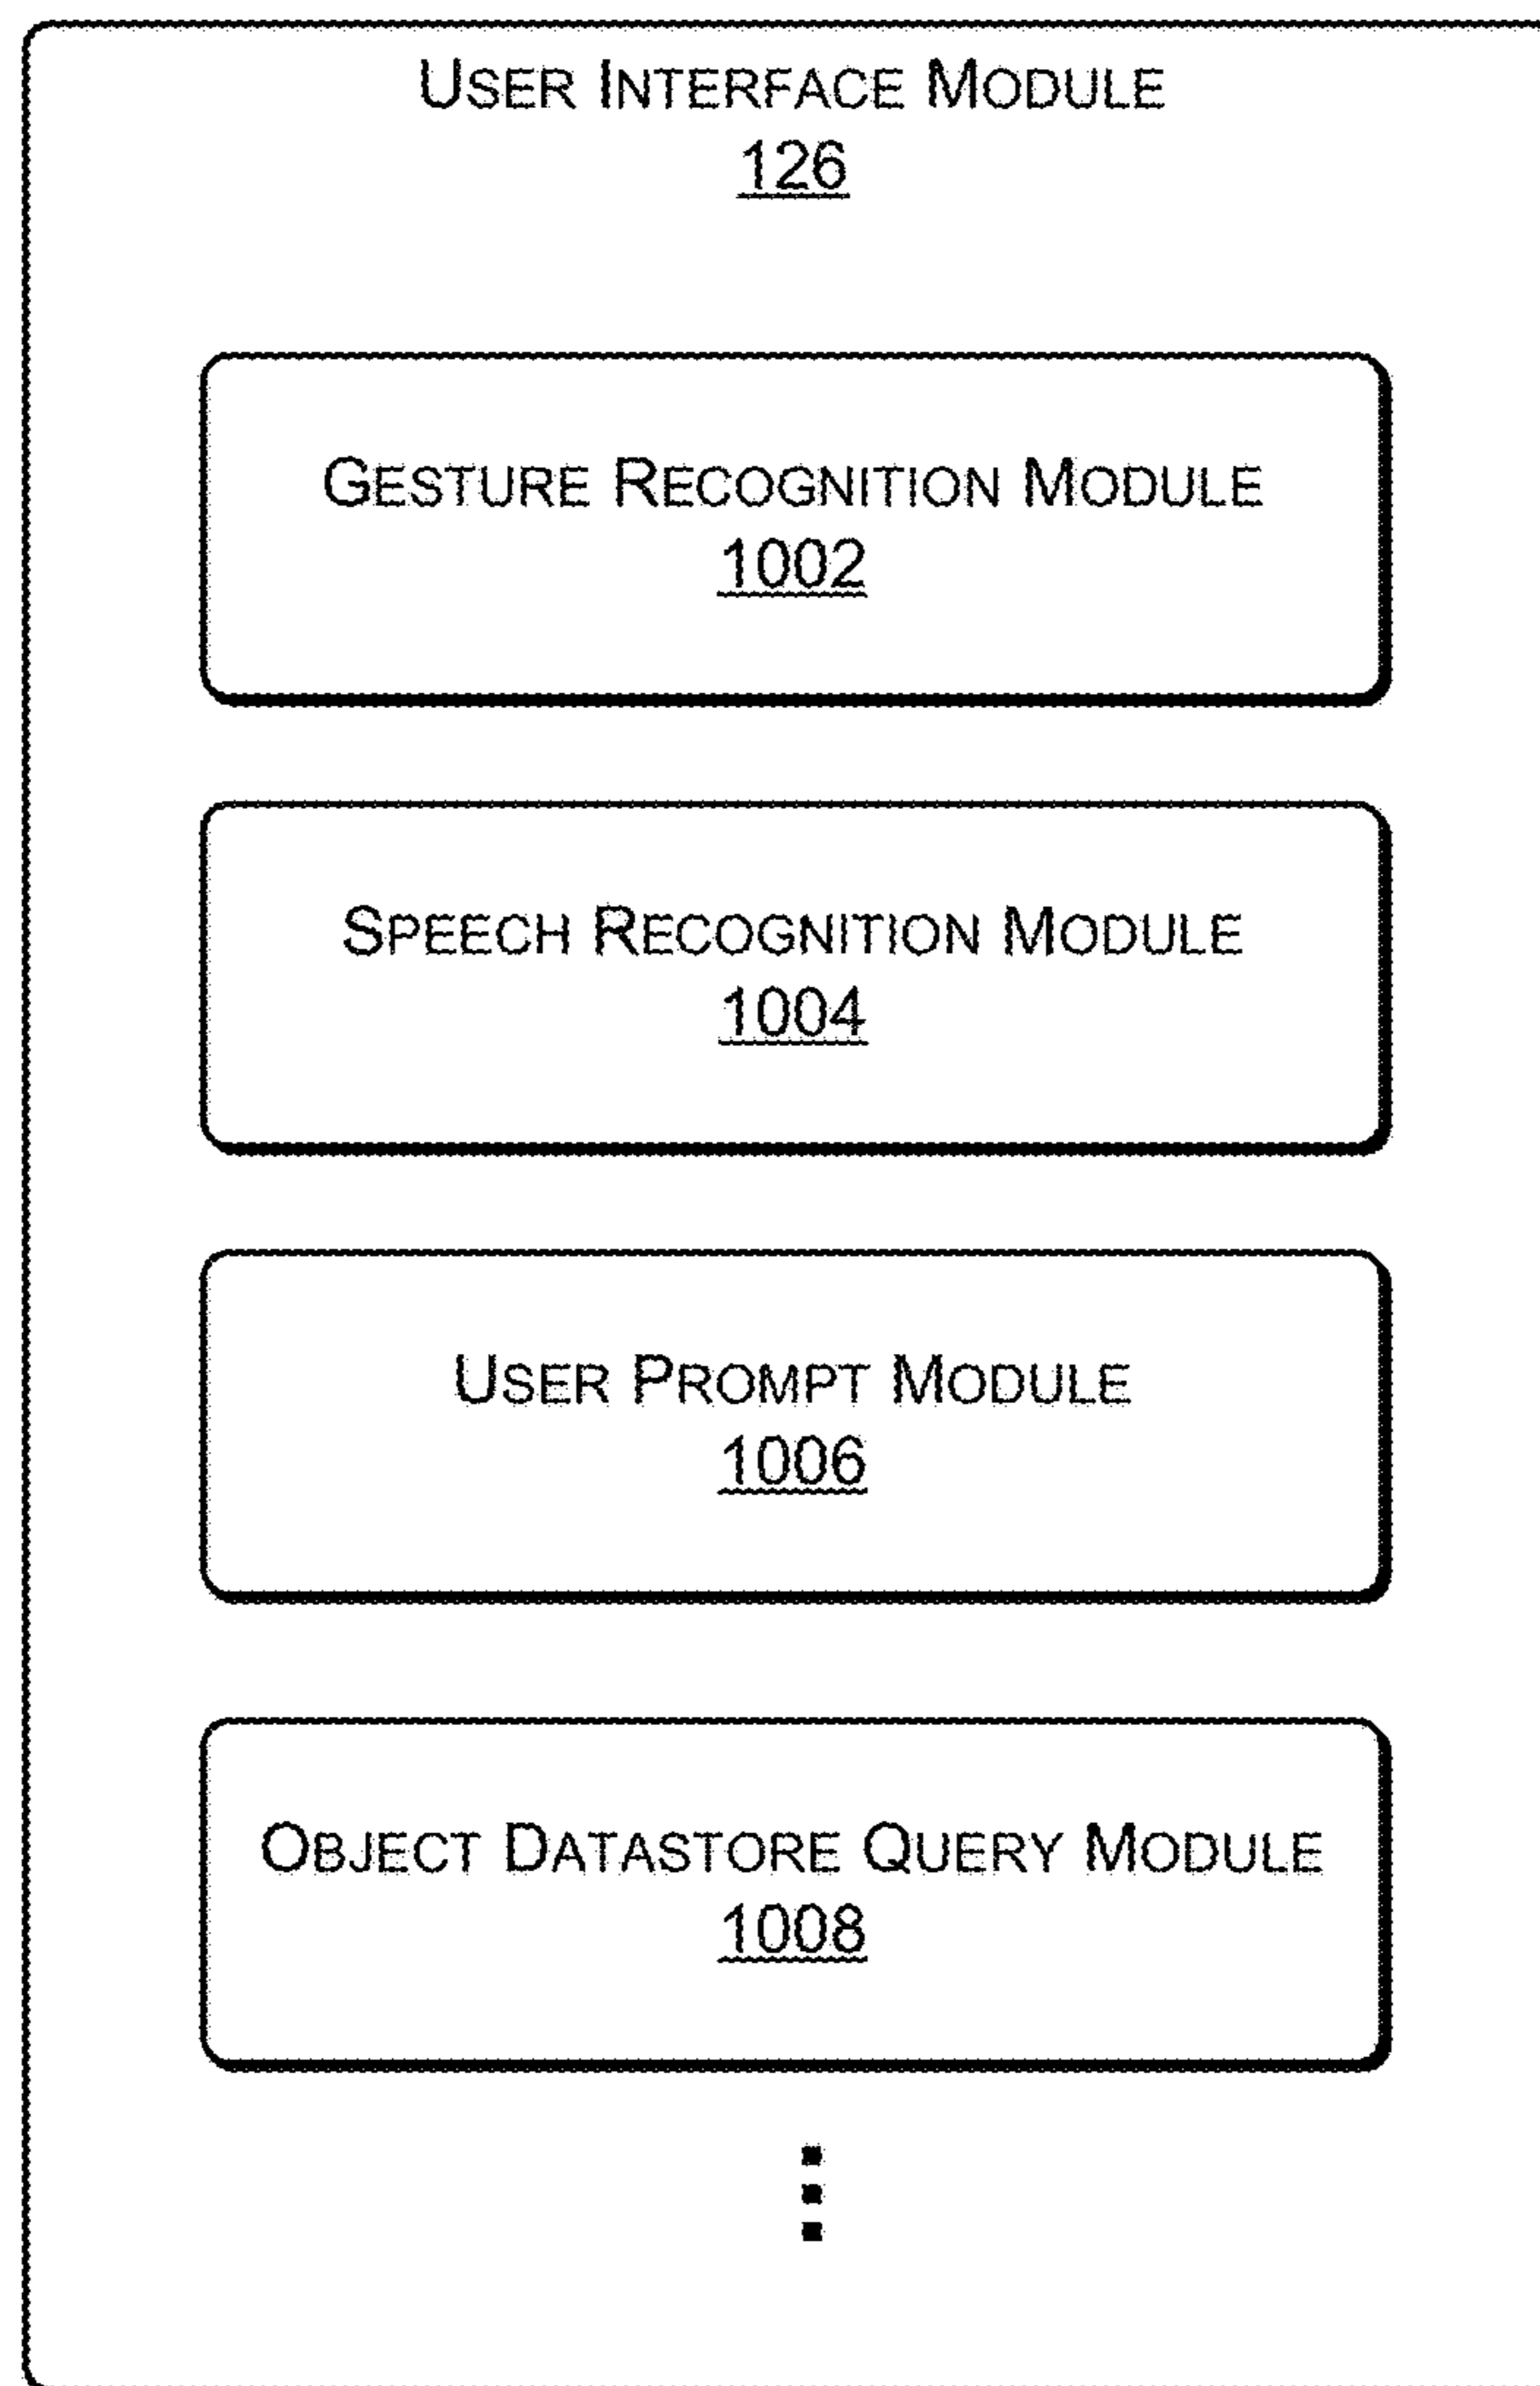 USER INTERFACE MODULE
126
GESTURE RECOGNITION MODULE
1002
SPEECH RECOGNITION MODULE
1004
USER PROMPT MODULE
1006
OBJECT DATASTORE QUERY MODULE
1008